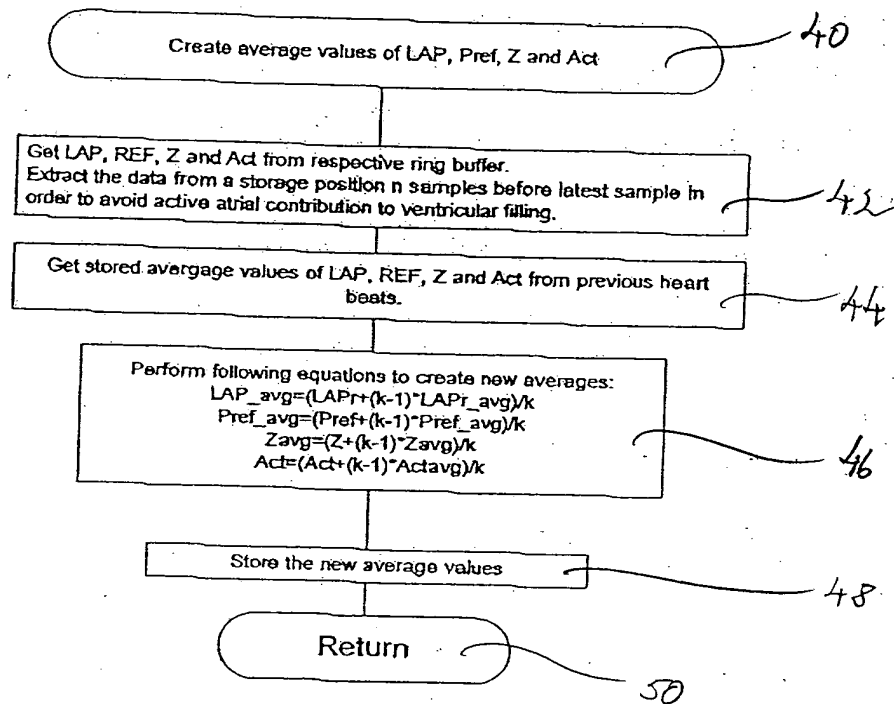 Create average values of LAP, Pref, Z and Act
40
Get LAP, REF, Z and Act from respective ring buffer.
Extract the data from a storage position n samples before latest sample in
order to avoid active atrial contribution to ventricular filling.
42
Get stored avergage values of LAP, REF, Z and Act from previous heart
beats.
44
Perform following equations to create new averages:
LAP_avg=(LAPr+(k-1)*LAPr_avg)/k
Pref_avg=(Pref+(k-1)*Pref_avg)/k
Zavg=(Z+(k-1)*Zavg)/k
Act=(Act+(k-1)*Actavg)/k
46
Store the new average values
48
Return
50